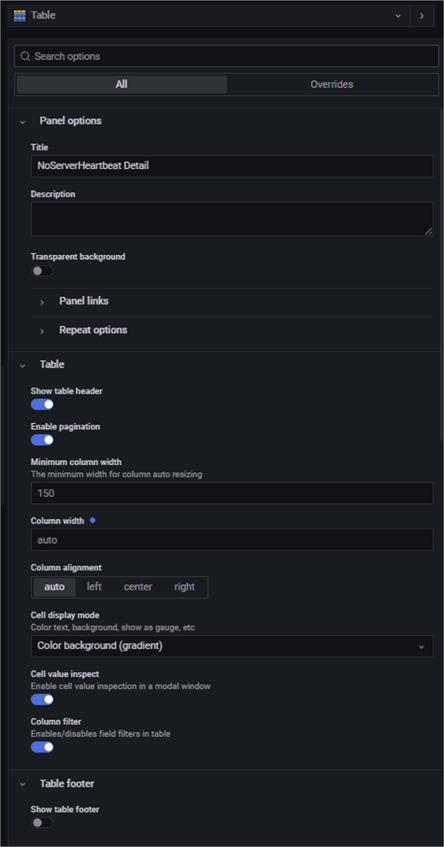 Table
Search options
All Overrides
Panel options
Title
NoServerHeartbeat Detail
Description
Transparent background
Panel links
Repeat options
Table
Show table header
Enable pagination
Minimum column width
The minimum width for column auto resizing
150
Column width
auto
Column alignment
auto left center right
Cell display mode
Color text, background, show as gauge, etc
Color background (gradient)
Cell value inspect
Enable cell value inspection in a modal window
Column filter
Enables/disables field filters in table
Table footer
Show table footer